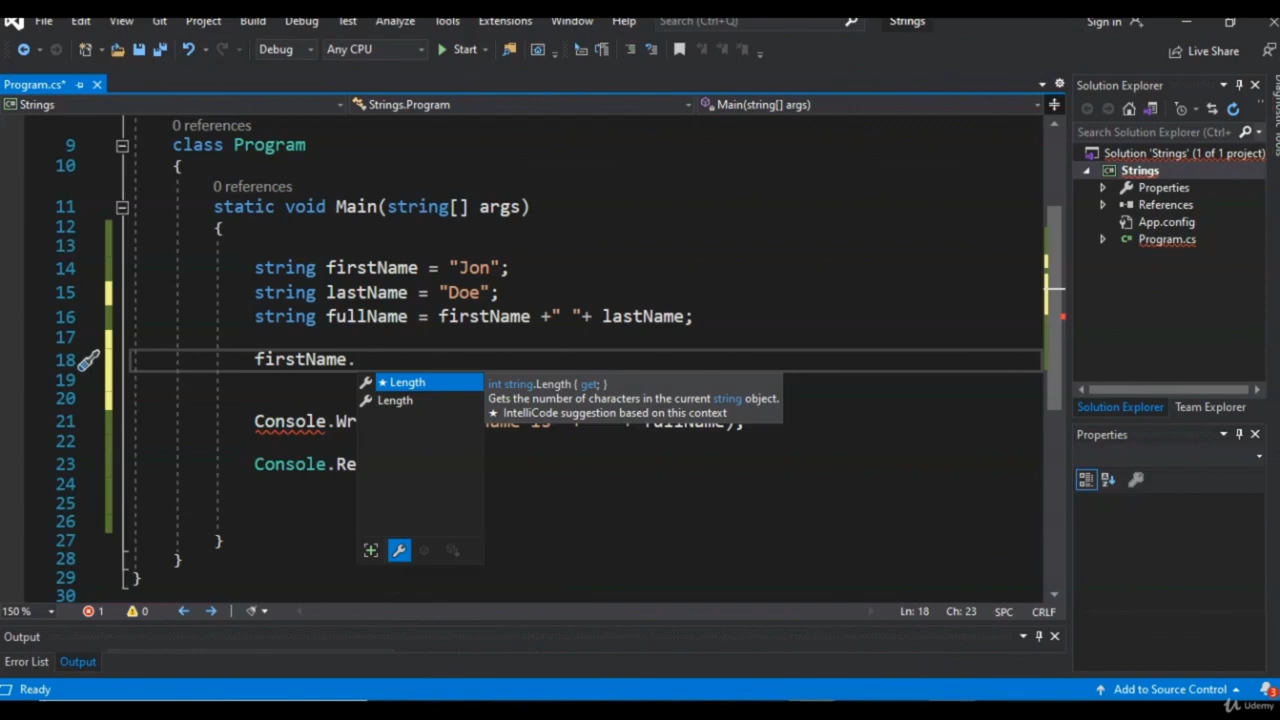 File Edit View Git Project Build Debug Test Analyze Tools Extensions Window Help Search (Ctrl+Q) Strings Sign in
Debug Any CPU Start Live Share
Program.cs* Solution Explorer
Strings Strings.Program Main(string[] args)
Search Solution Explorer (Ctrl+
Solution 'Strings' (1 of 1 project)
Strings
Properties
References
App.config
Program.cs
0 references
9 class Program
10 {
0 references
11 static void Main(string[] args)
12 {
13
14 string firstName = "Jon";
15 string lastName = "Doe";
16 string fullName = firstName +" "+ lastName;
17
18 firstName.
19 ★ Length int string.Length { get; }
20 Length Gets the number of characters in the current string object.
★ IntelliCode suggestion based on this context
21 Console.Wr
22
23 Console.Re
24
25
26
27 }
28 }
29 }
30
Solution Explorer Team Explorer
Properties
150 % 1 0 Ln: 18 Ch: 23 SPC CRLF
Output
Error List Output
Ready Add to Source Control 3
Udemy